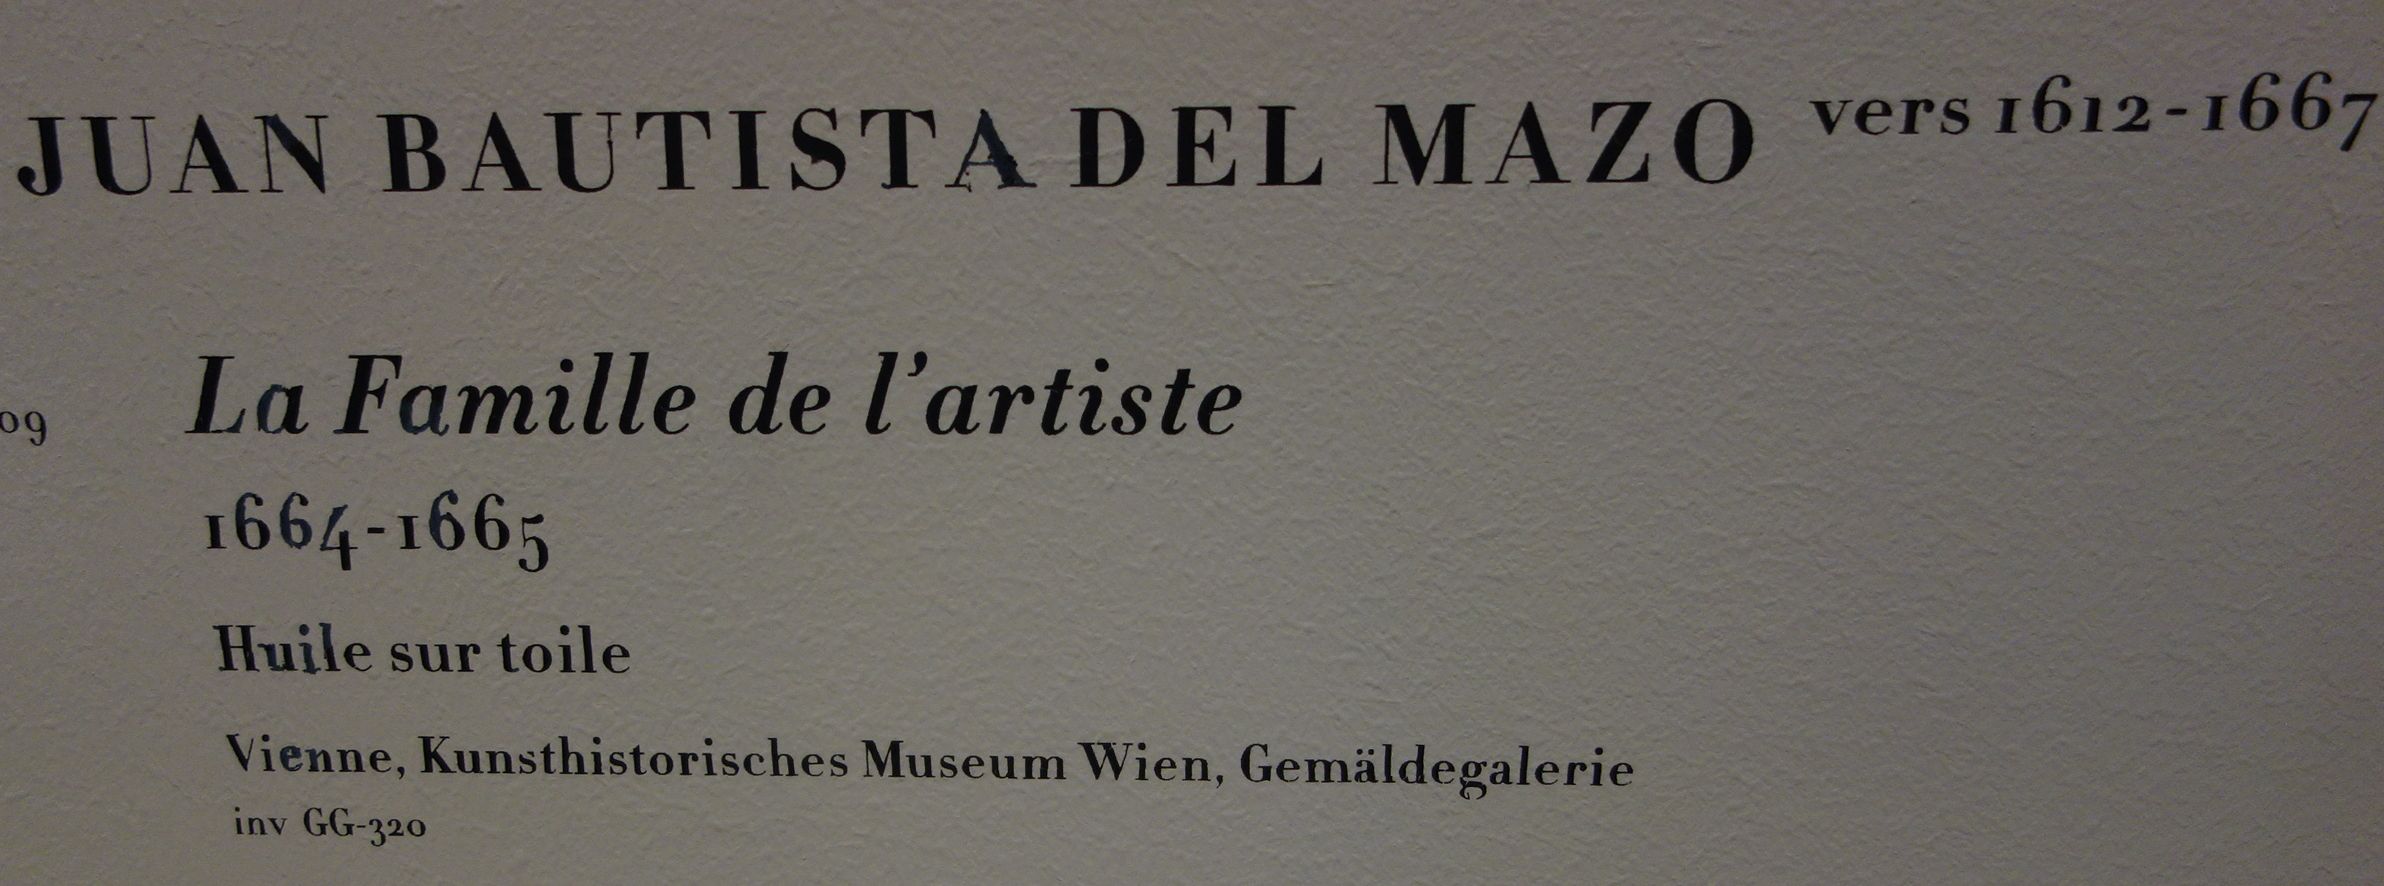 JUAN BAUTISTA DEL MAZO vers 1612-1667
09 La Famille de l'artiste
1664-1665
Huile sur toile
Vienne, Kunsthistorisches Museum Wien, Gemäldegalerie
inv GG-320